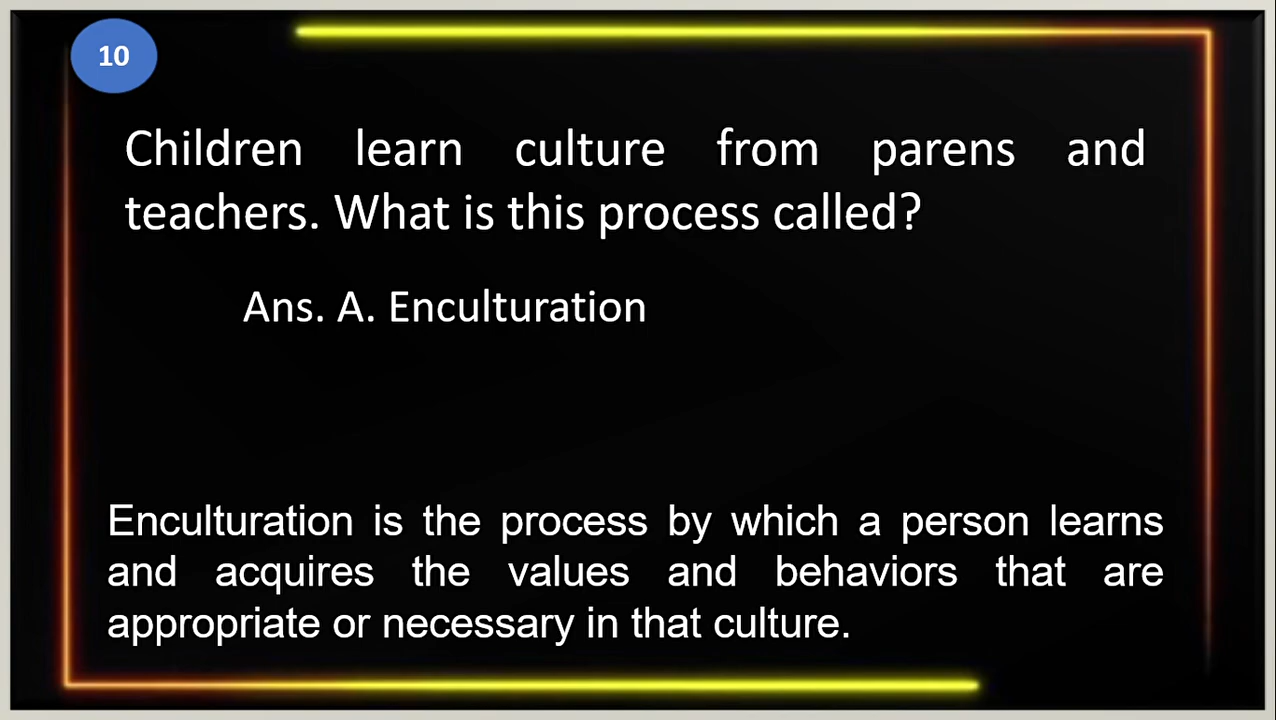 10
Children learn culture from parens and
teachers. What is this process called?
Ans. A. Enculturation
Enculturation is the process by which a person learns
and acquires the values and behaviors that are
appropriate or necessary in that culture.